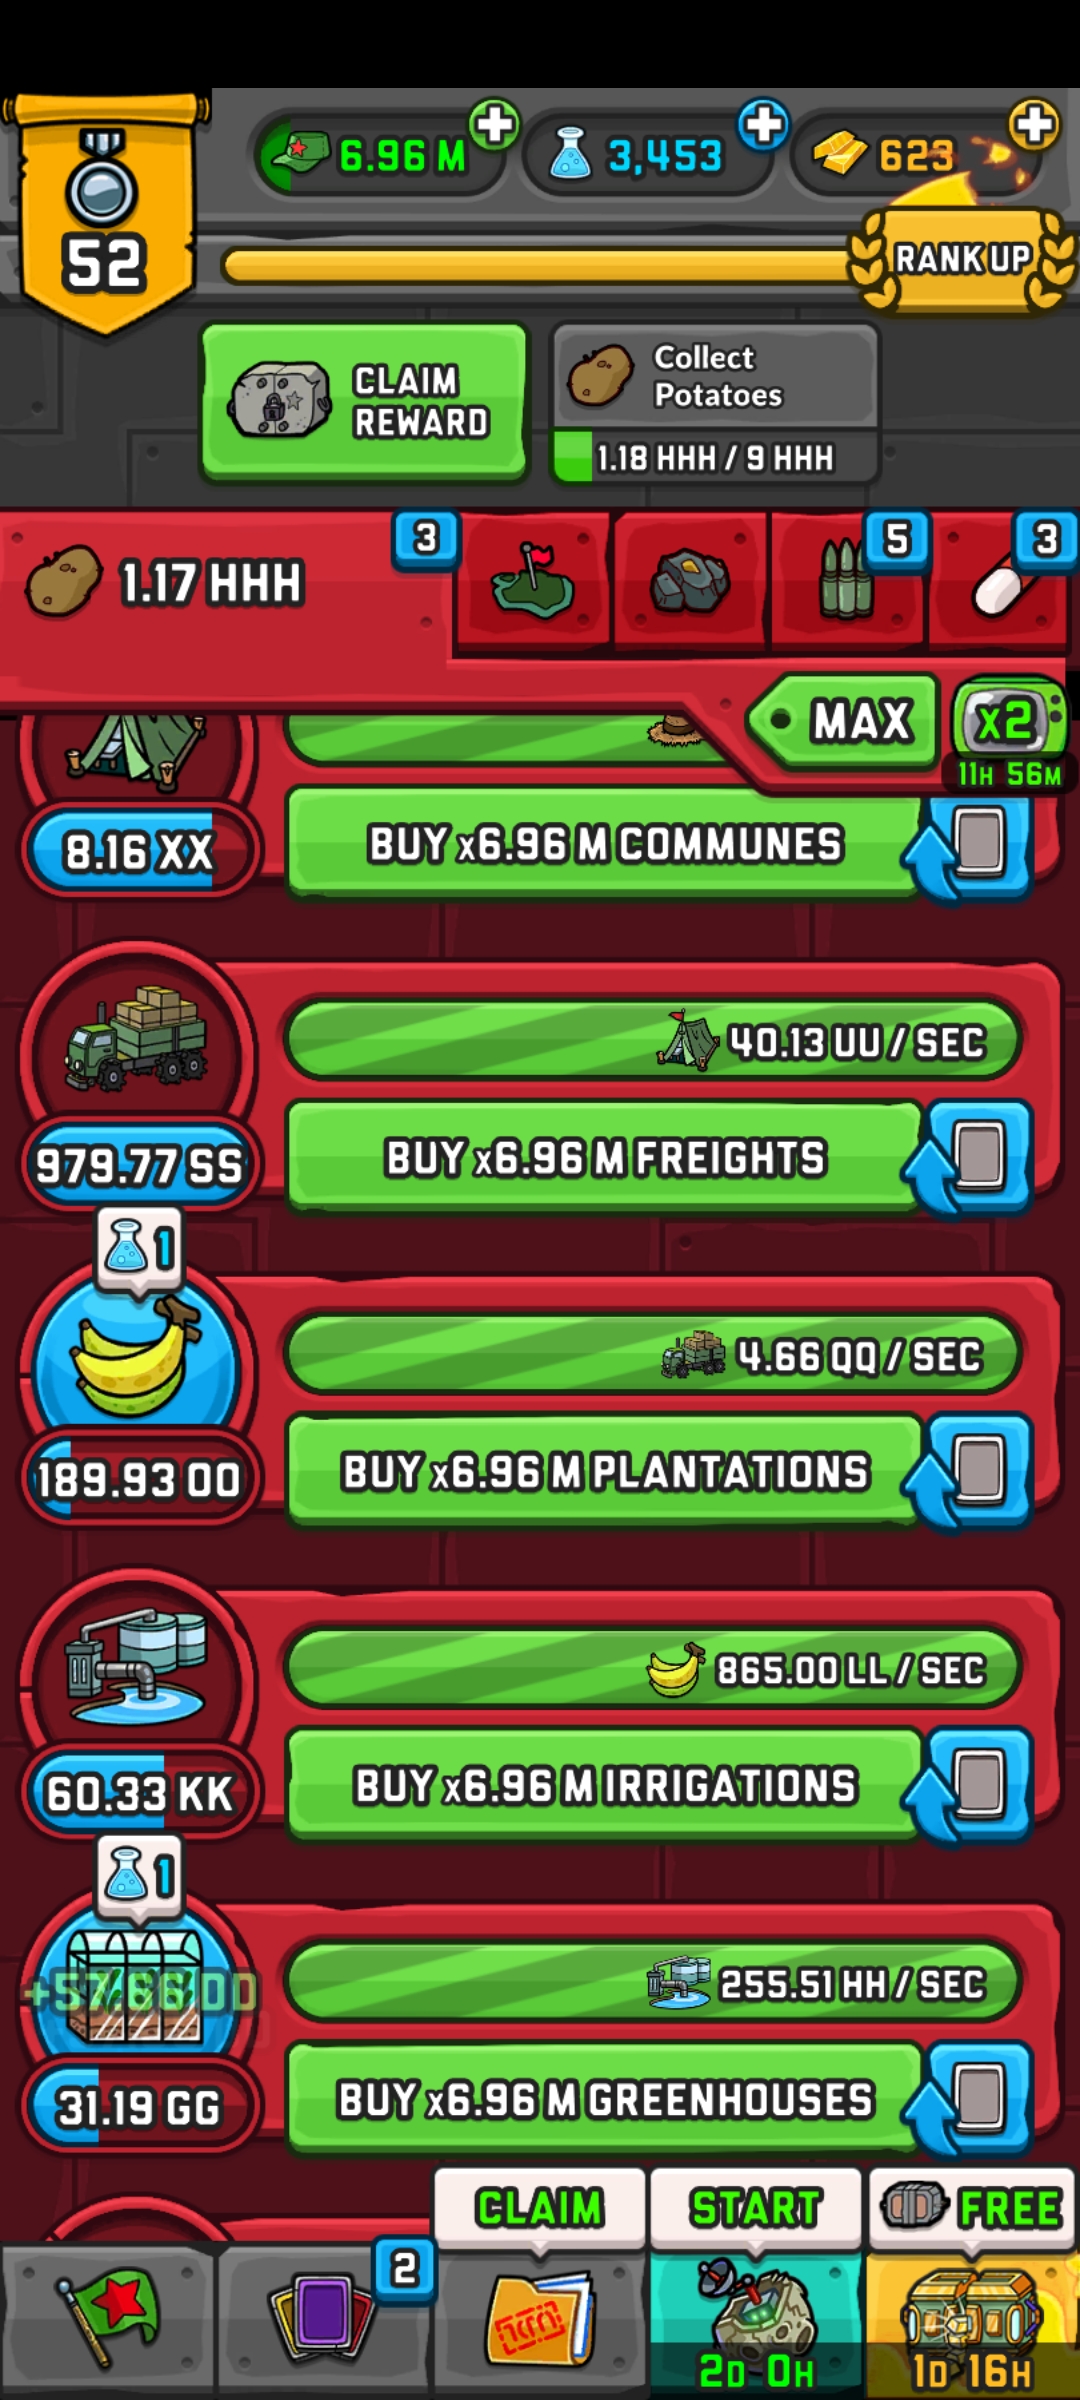 52
6.96 M
3,453
623
RANK UP
CLAIM
REWARD
Collect
Potatoes
1.18 HHH / 9 HHH
1.17 HHH
3
5
3
MAX
x2
11H 56M
8.16 XX
BUY x6.96 M COMMUNES
40.13 UU / SEC
979.77 SS
BUY x6.96 M FREIGHTS
1
4.66 QQ / SEC
189.93 OO
BUY x6.96 M PLANTATIONS
865.00 LL / SEC
60.33 KK
BUY x6.96 M IRRIGATIONS
1
+57.66 DD
255.51 HH / SEC
31.19 GG
BUY x6.96 M GREENHOUSES
CLAIM
START
FREE
2
2D 0H
1D 16H